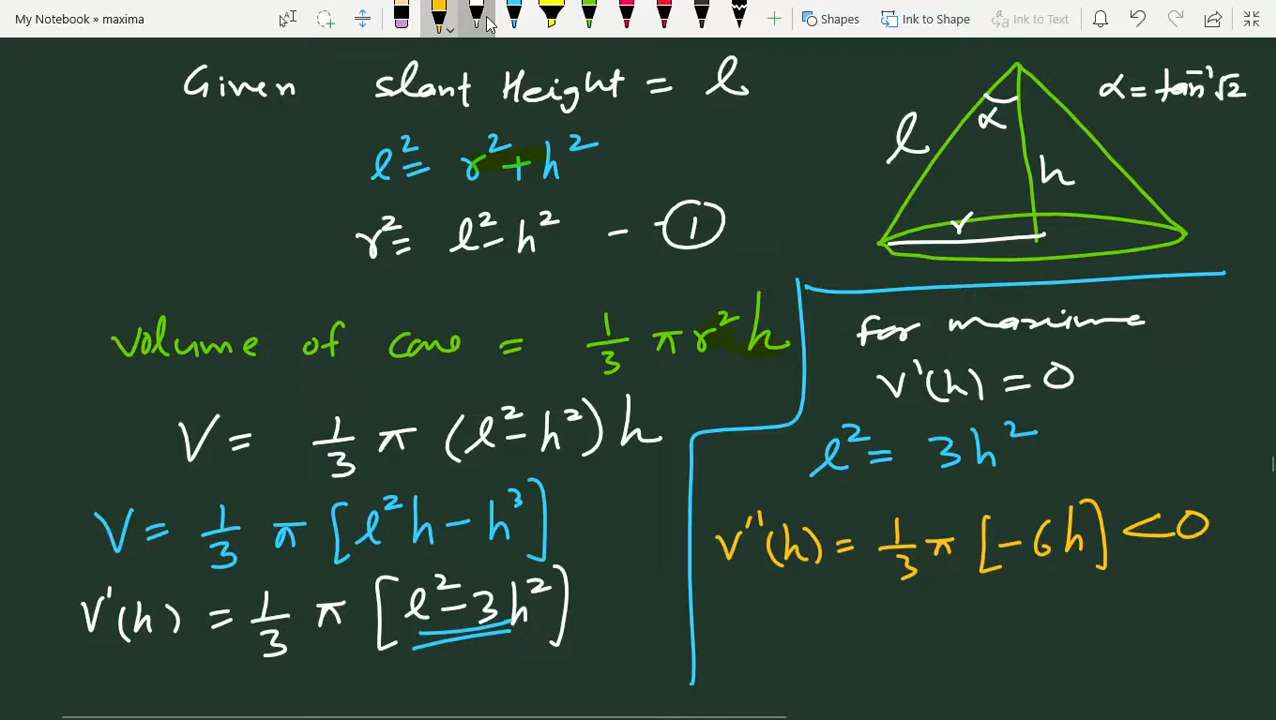 My Notebook » maxima
Shapes
Ink to Shape
Ink to Text
Given slant Height = l
l² = r² + h²
r² = l² - h² - ①
volume of cone = 1/3 π r² h
V = 1/3 π (l² - h²) h
V = 1/3 π [l²h - h³]
V'(h) = 1/3 π [l² - 3h²]
α = tan⁻¹√2
α
l
h
r
for maxime
V'(h) = 0
l² = 3h²
V''(h) = 1/3 π [-6h] < 0